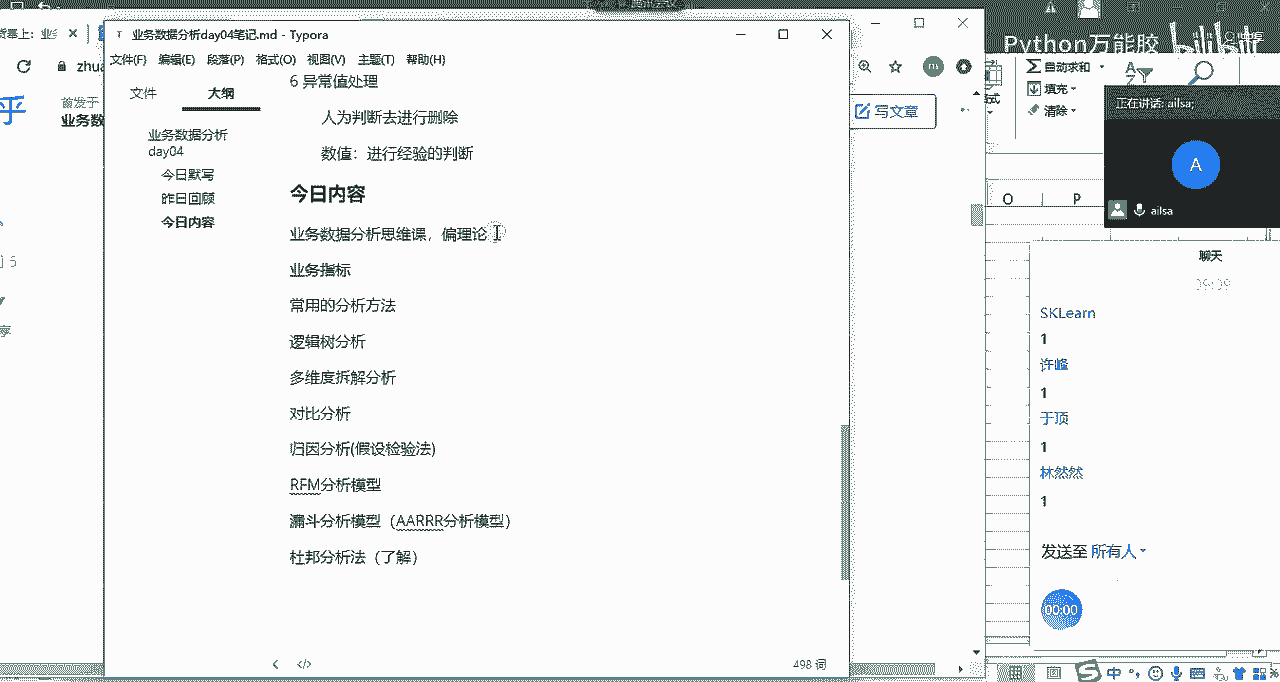 业务数据分析day04笔记.md - Typora
文件(F) 编辑(E) 段落(P) 格式(O) 视图(V) 主题(T) 帮助(H)
文件 大纲
业务数据分析
day04
今日默写
昨日回顾
今日内容
6 异常值处理
人为判断去进行删除
数值：进行经验的判断
今日内容
业务数据分析思维课，偏理论
业务指标
常用的分析方法
逻辑树分析
多维度拆解分析
对比分析
归因分析(假设检验法)
RFM分析模型
漏斗分析模型（AARRR分析模型）
杜邦分析法（了解）
498 词
乎
首发于
业务数
zhua
写文章
Python万能胶 bilibili
自动求和
填充
清除
O P
正在讲话: ailsa;
A
ailsa
聊天
09:09
SKLearn
1
许峰
1
于顶
1
林然然
1
发送至 所有人
00:00
中